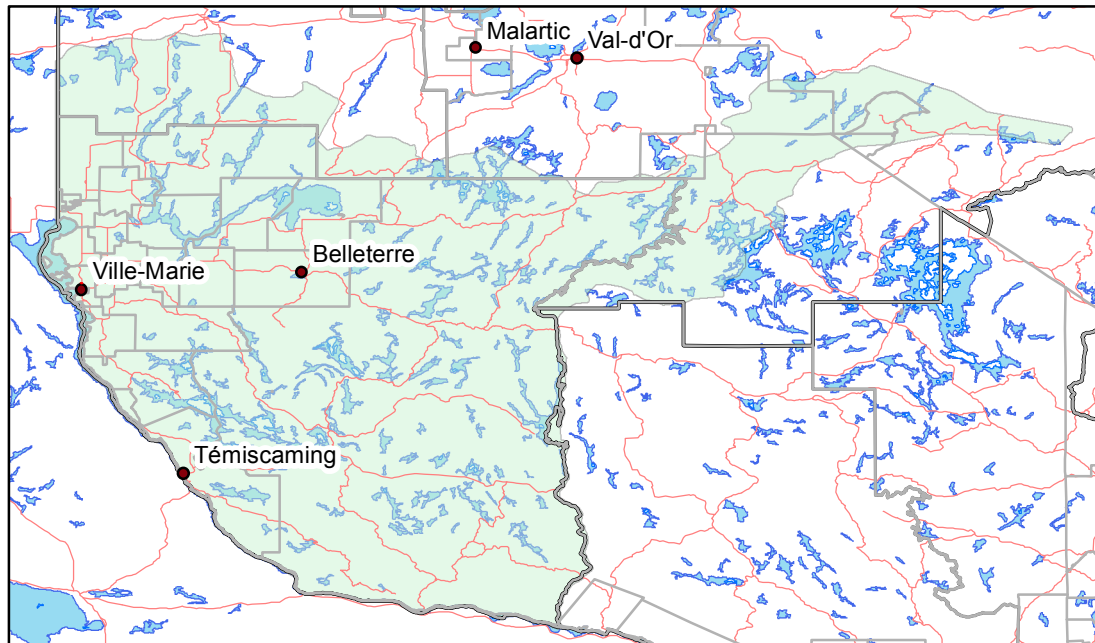 Malartic
Val-d'Or
Belleterre
Ville-Marie
Témiscaming